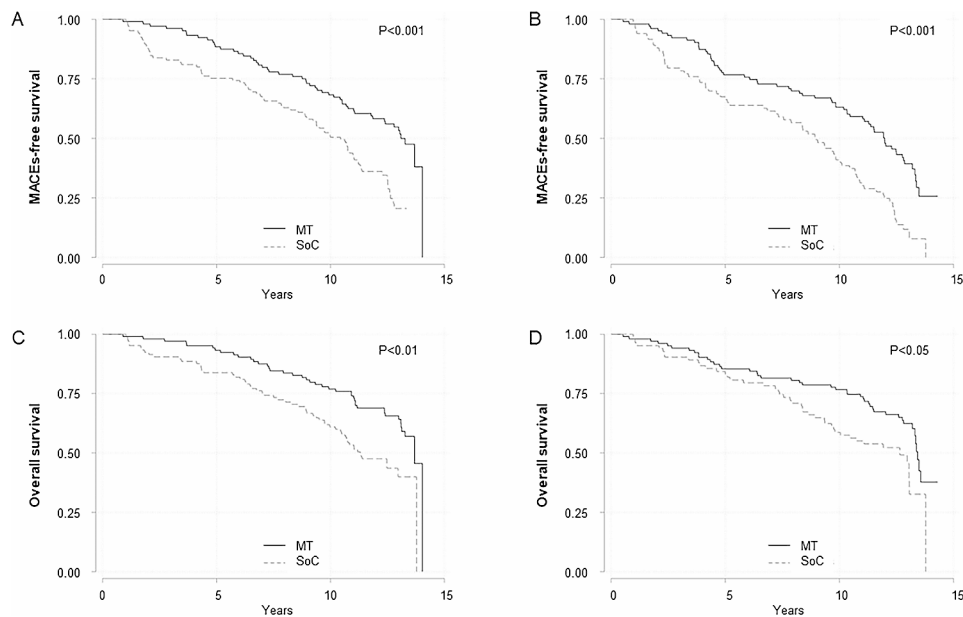 A
P<0.001
MACEs-free survival
1.00
0.75
0.50
0.25
0.00
MT
SoC
0 5 10 15
Years
B
P<0.001
MACEs-free survival
1.00
0.75
0.50
0.25
0.00
MT
SoC
0 5 10 15
Years
C
P<0.01
Overall survival
1.00
0.75
0.50
0.25
0.00
MT
SoC
0 5 10 15
Years
D
P<0.05
Overall survival
1.00
0.75
0.50
0.25
0.00
MT
SoC
0 5 10 15
Years